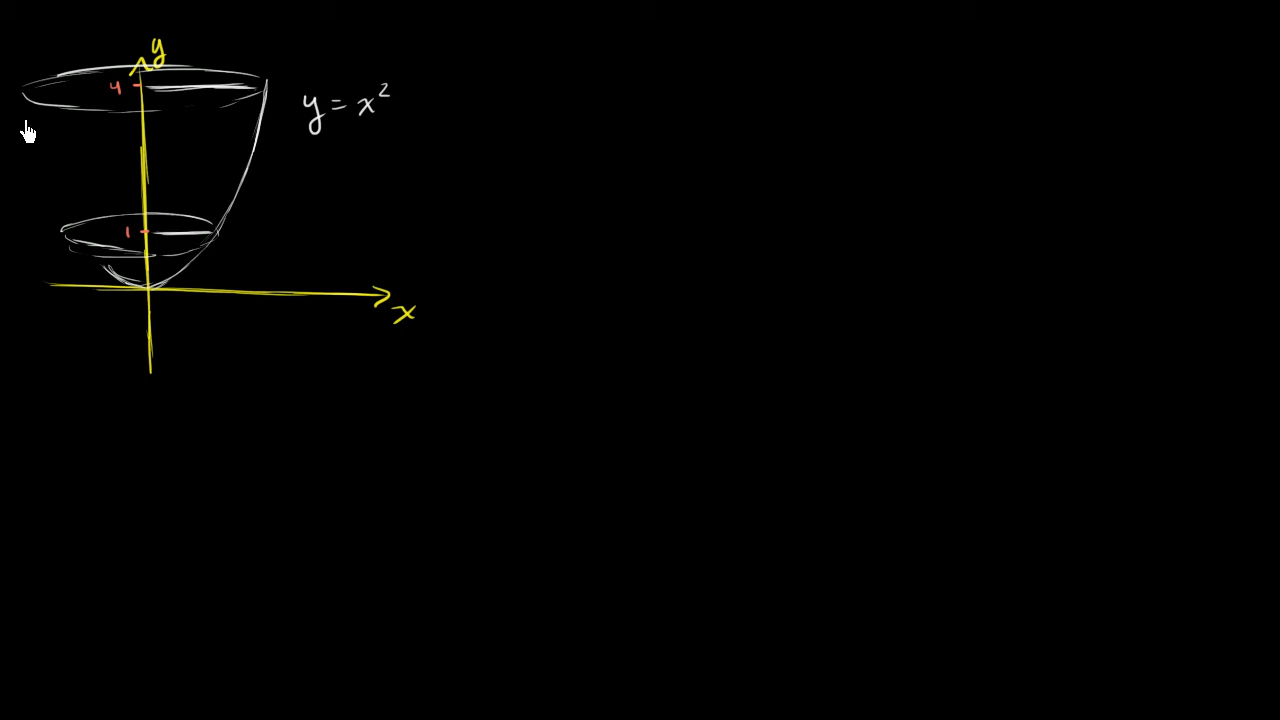 y
4
y = x²
1
x